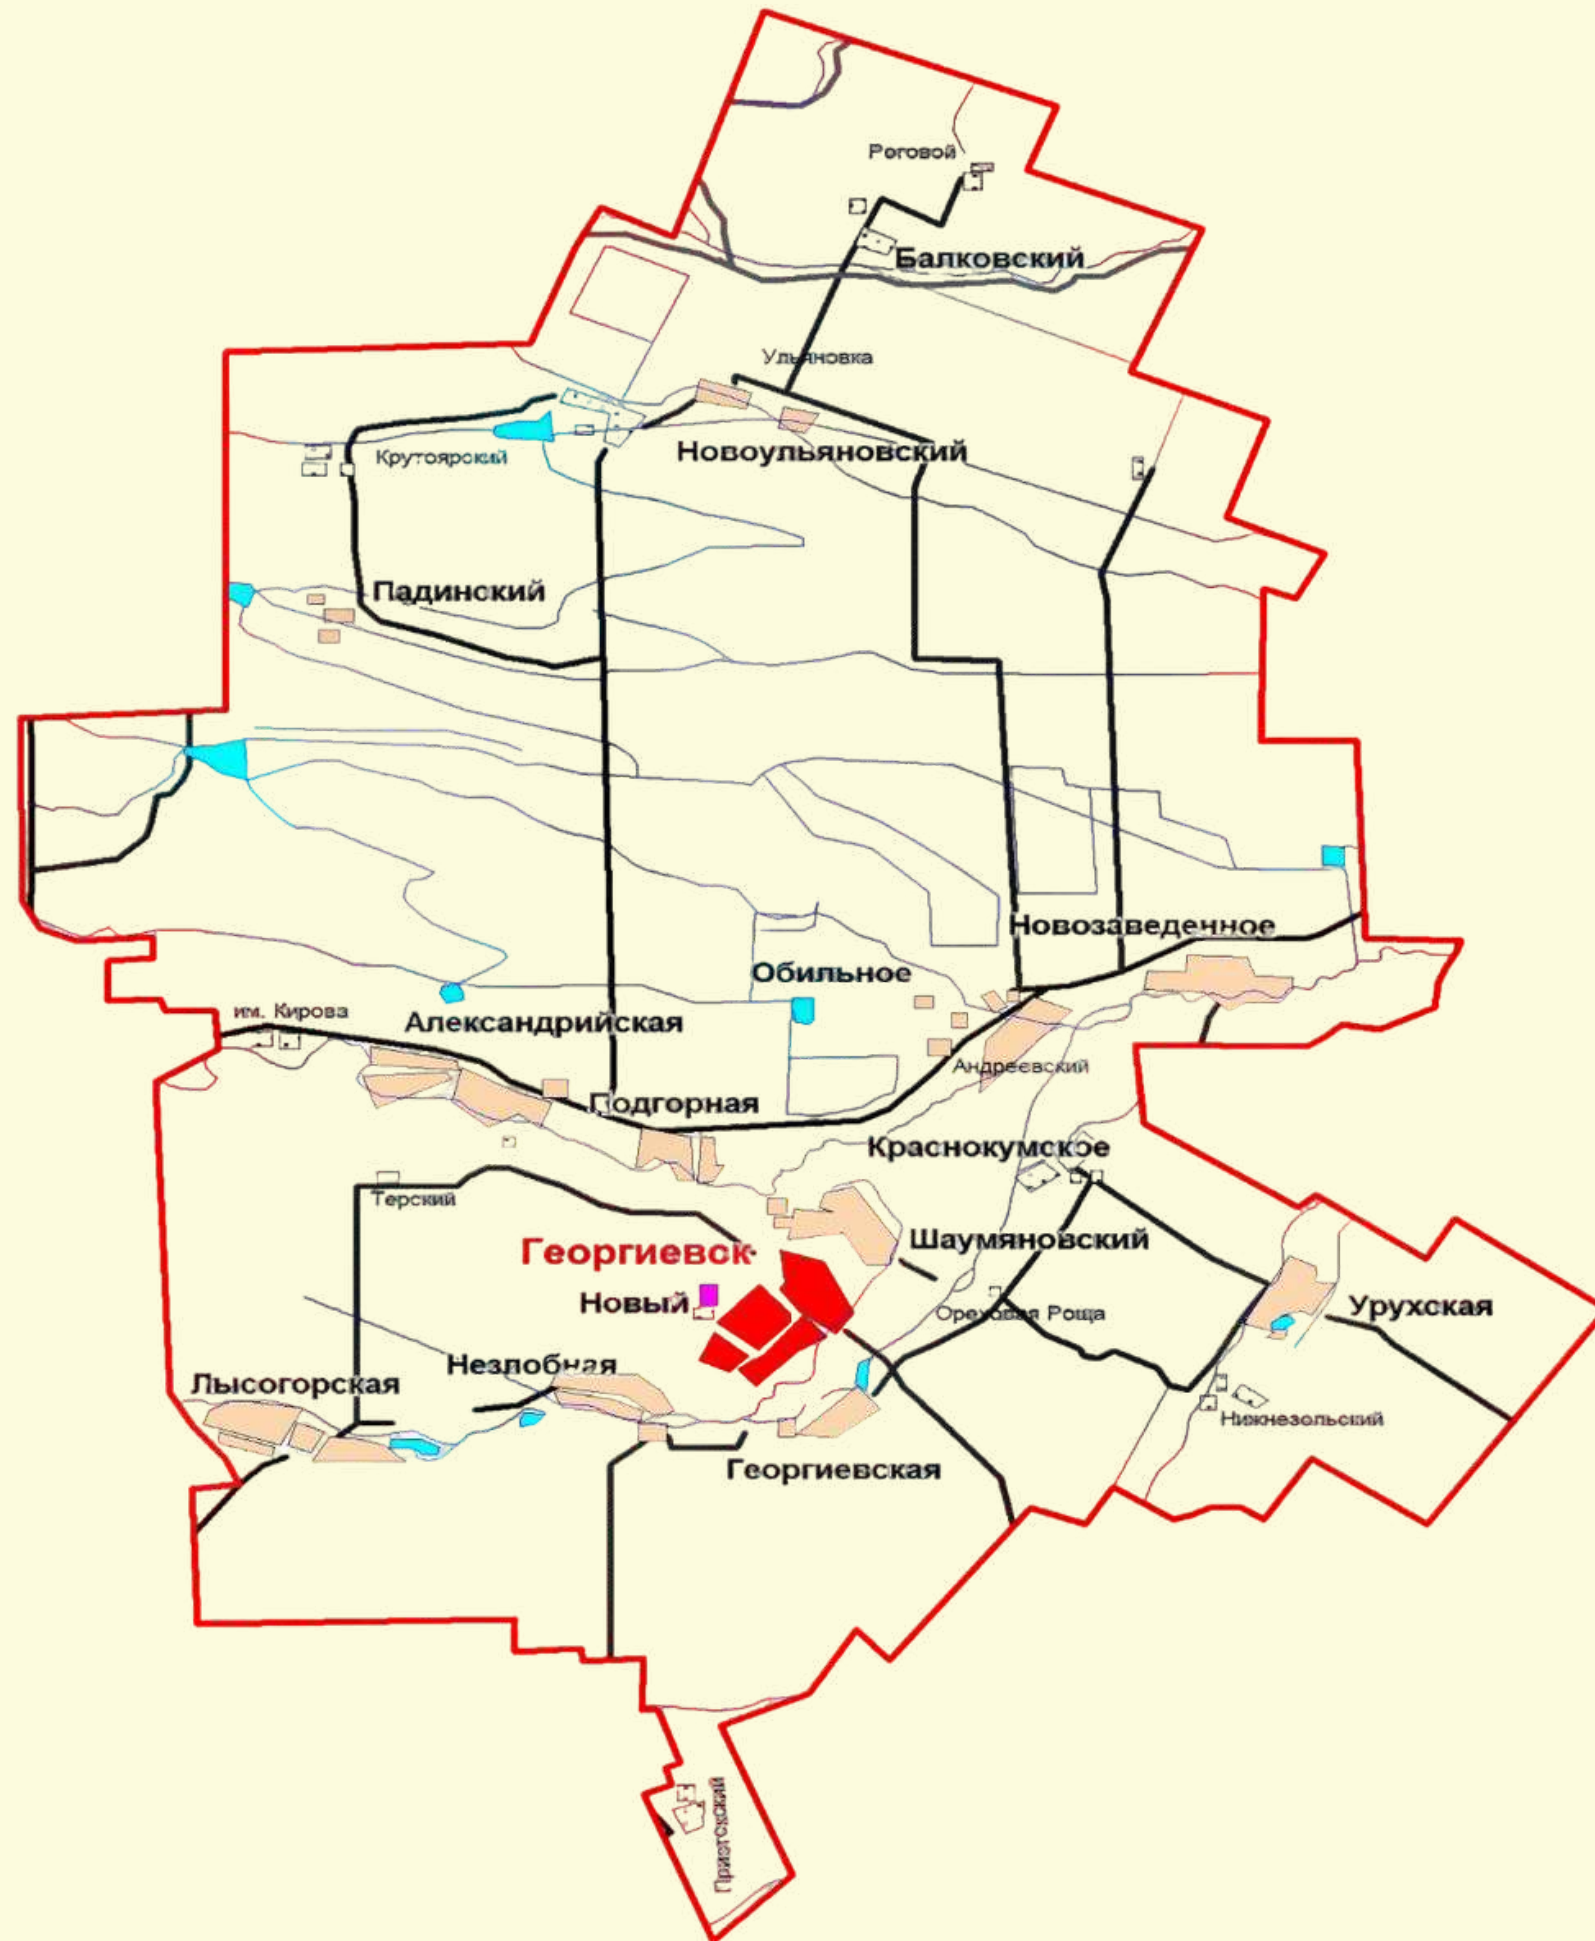 Роговой
Балковский
Ульяновка
Новоульяновский
Крутоярский
Падинский
Новозаведенное
Обильное
им. Кирова
Александрийская
Андреевский
Подгорная
Краснокумское
Терский
Шаумяновский
Георгиевск
Новый
Ореховая Роща
Урухская
Незлобная
Лысогорская
Нижнезольский
Георгиевская